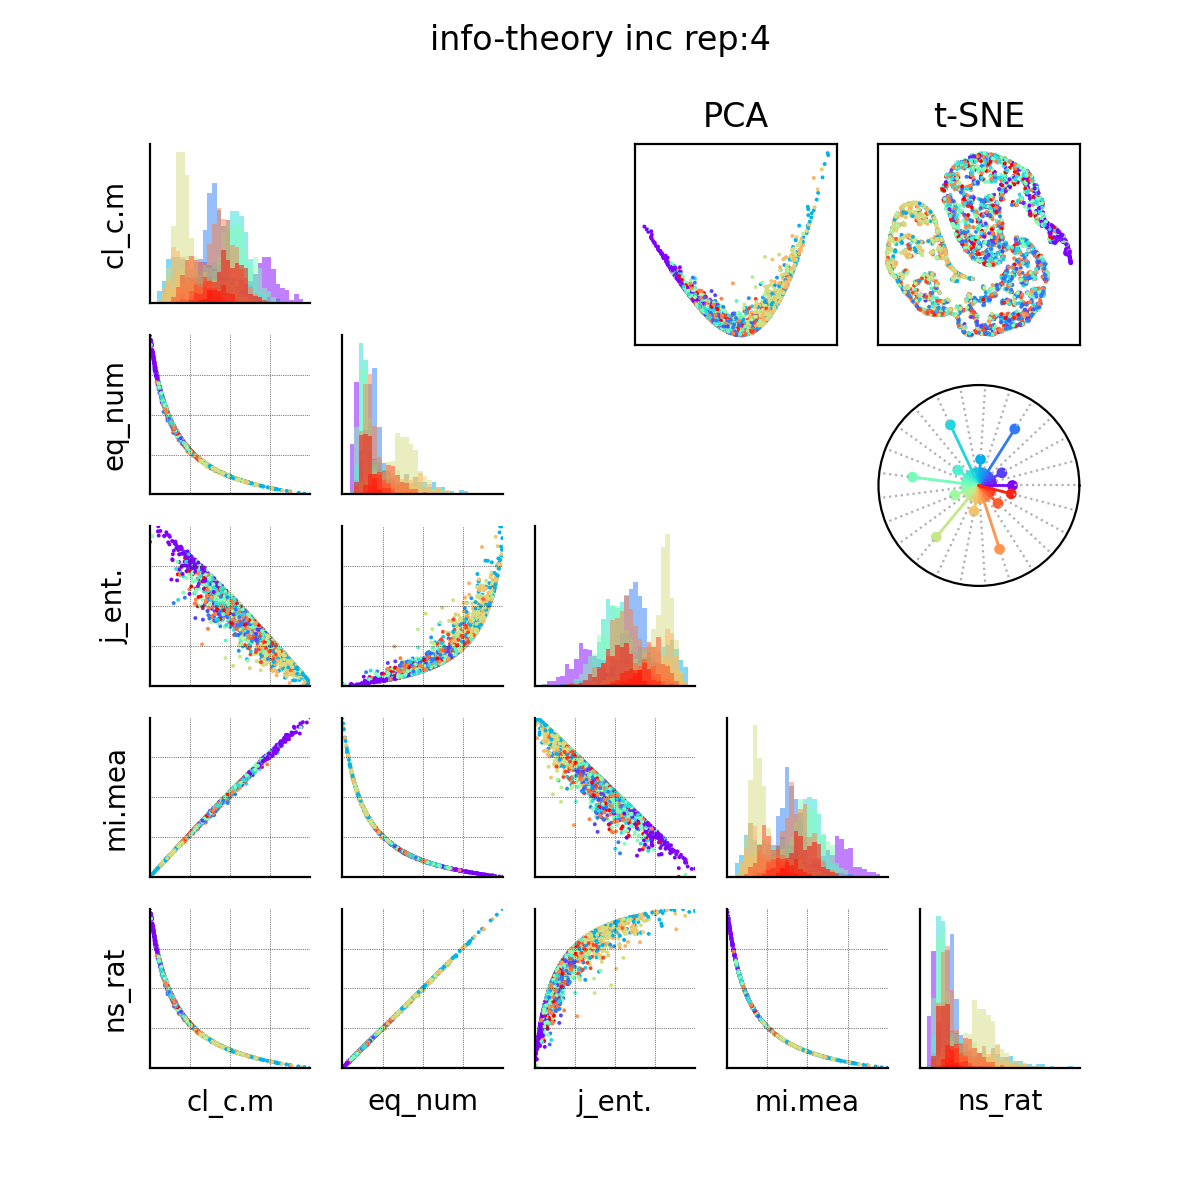 info-theory inc rep:4
PCA
t-SNE
cl_c.m
eq_num
j_ent.
mi.mea
ns_rat
cl_c.m
eq_num
j_ent.
mi.mea
ns_rat